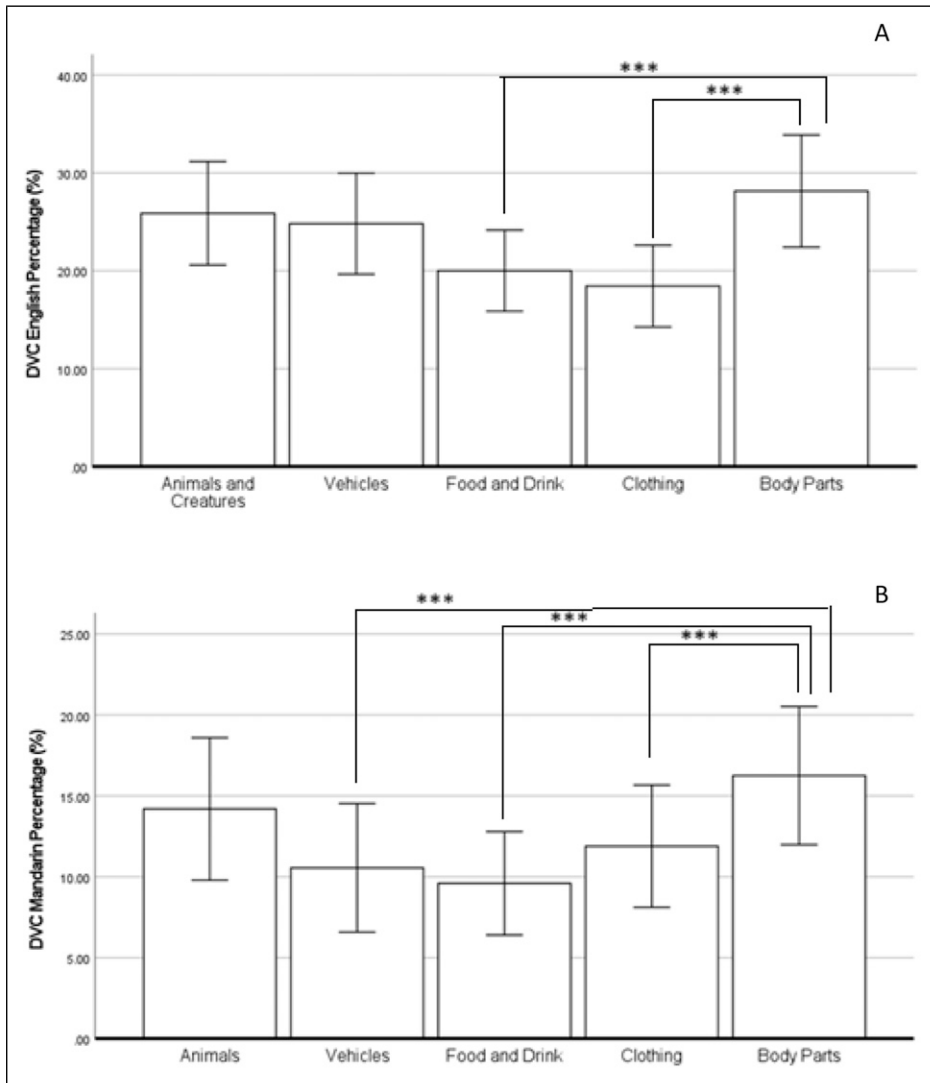 A
***
***
40.00
30.00
20.00
10.00
.00
DVC English Percentage (%)
Animals and Creatures
Vehicles
Food and Drink
Clothing
Body Parts
B
***
***
***
25.00
20.00
15.00
10.00
5.00
.00
DVC Mandarin Percentage (%)
Animals
Vehicles
Food and Drink
Clothing
Body Parts